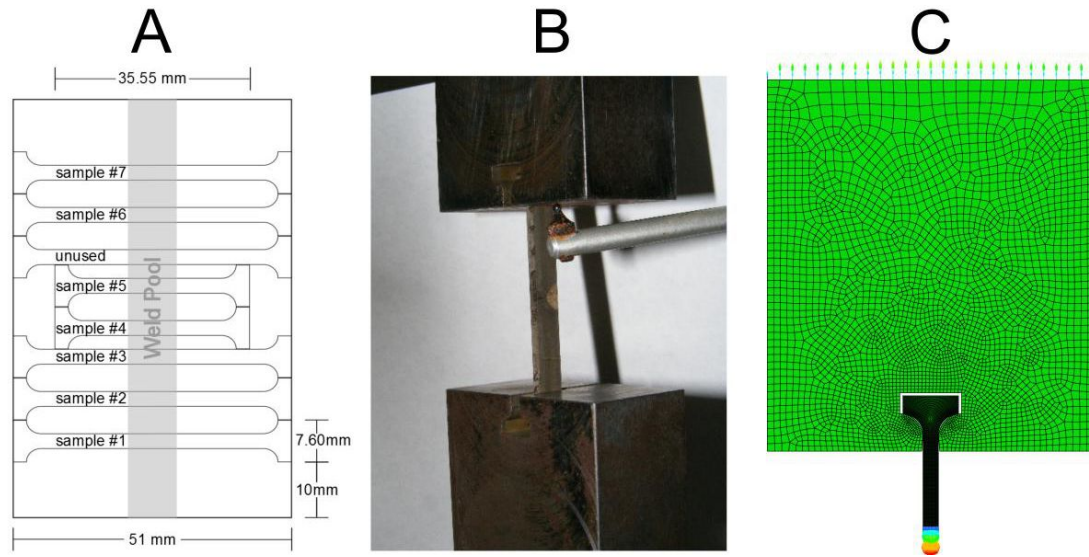 A
B
C
35.55 mm
sample #7
sample #6
unused
sample #5
sample #4
sample #3
sample #2
sample #1
Weld Pool
7.60mm
10mm
51 mm